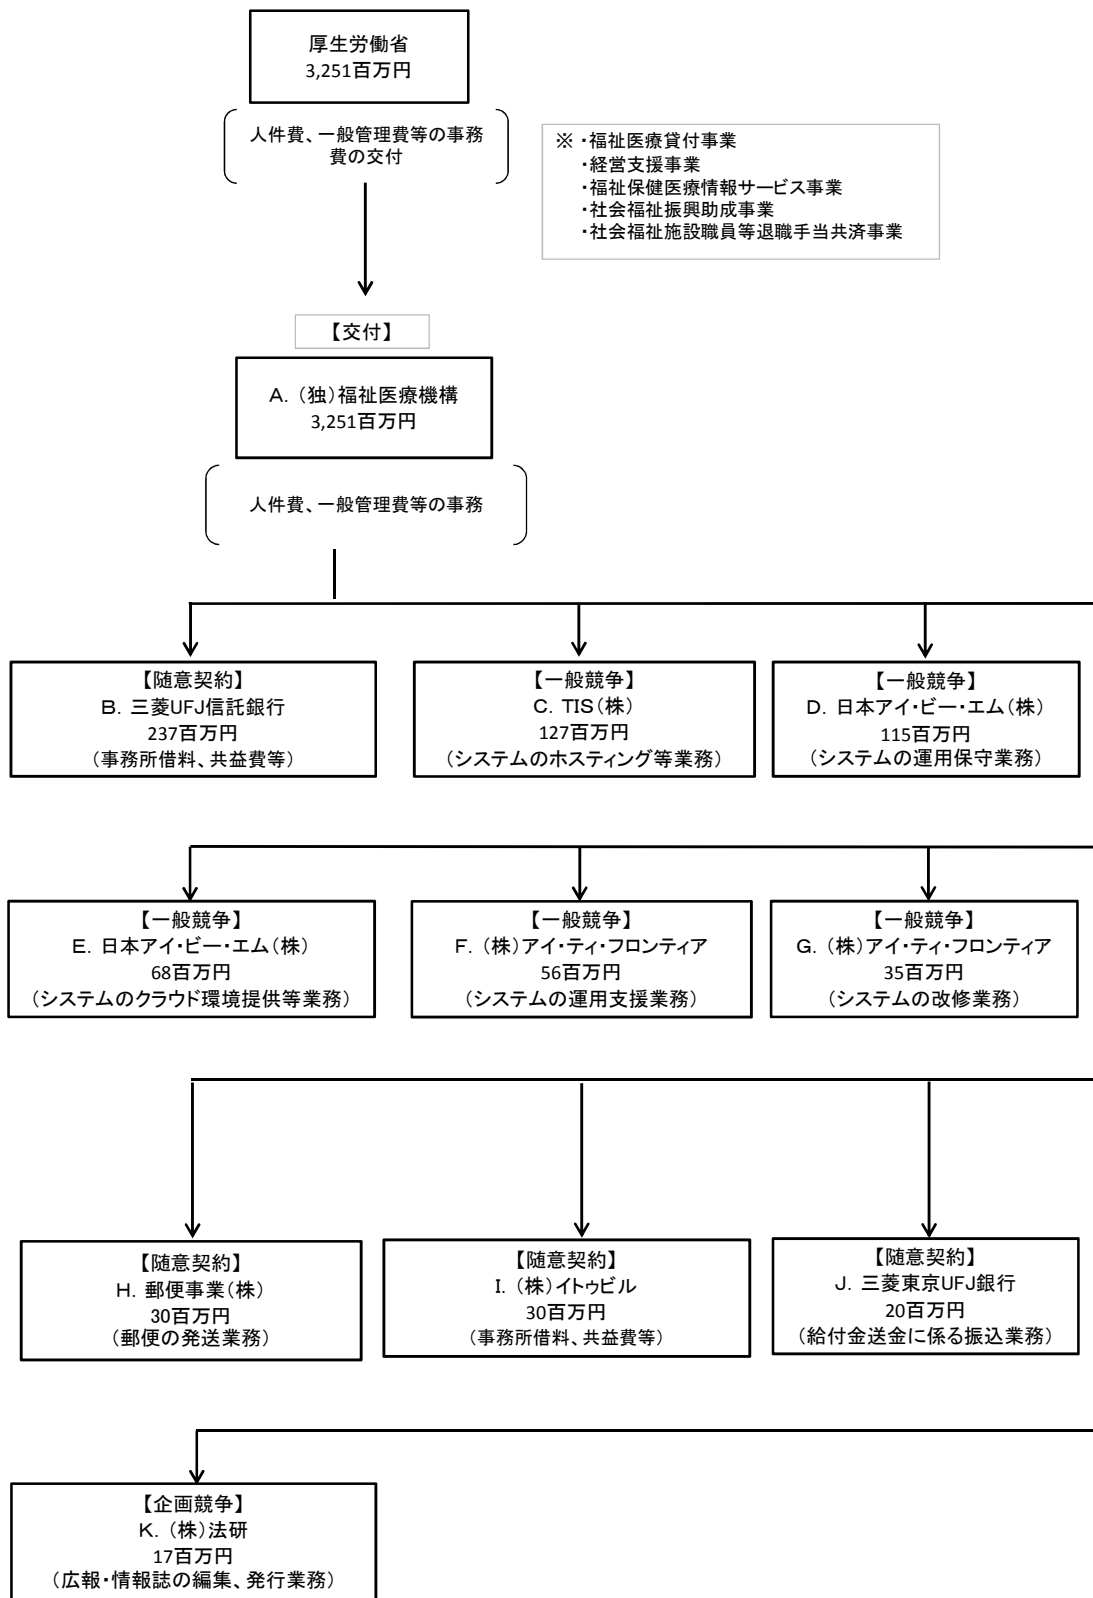 厚生労働省
3,251百万円
人件費、一般管理費等の事務
費の交付
※ ・福祉医療貸付事業
・経営支援事業
・福祉保健医療情報サービス事業
・社会福祉振興助成事業
・社会福祉施設職員等退職手当共済事業
【交付】
A．（独）福祉医療機構
3,251百万円
人件費、一般管理費等の事務
【随意契約】
B．三菱UFJ信託銀行
237百万円
（事務所借料、共益費等）
【一般競争】
C．TIS（株）
127百万円
（システムのホスティング等業務）
【一般競争】
D．日本アイ・ビー・エム（株）
115百万円
（システムの運用保守業務）
【一般競争】
E．日本アイ・ビー・エム（株）
68百万円
（システムのクラウド環境提供等業務）
【一般競争】
F．（株）アイ・ティ・フロンティア
56百万円
（システムの運用支援業務）
【一般競争】
G．（株）アイ・ティ・フロンティア
35百万円
（システムの改修業務）
【随意契約】
H．郵便事業（株）
30百万円
（郵便の発送業務）
【随意契約】
I．（株）イトゥビル
30百万円
（事務所借料、共益費等）
【随意契約】
J．三菱東京UFJ銀行
20百万円
（給付金送金に係る振込業務）
【企画競争】
K．（株）法研
17百万円
（広報・情報誌の編集、発行業務）